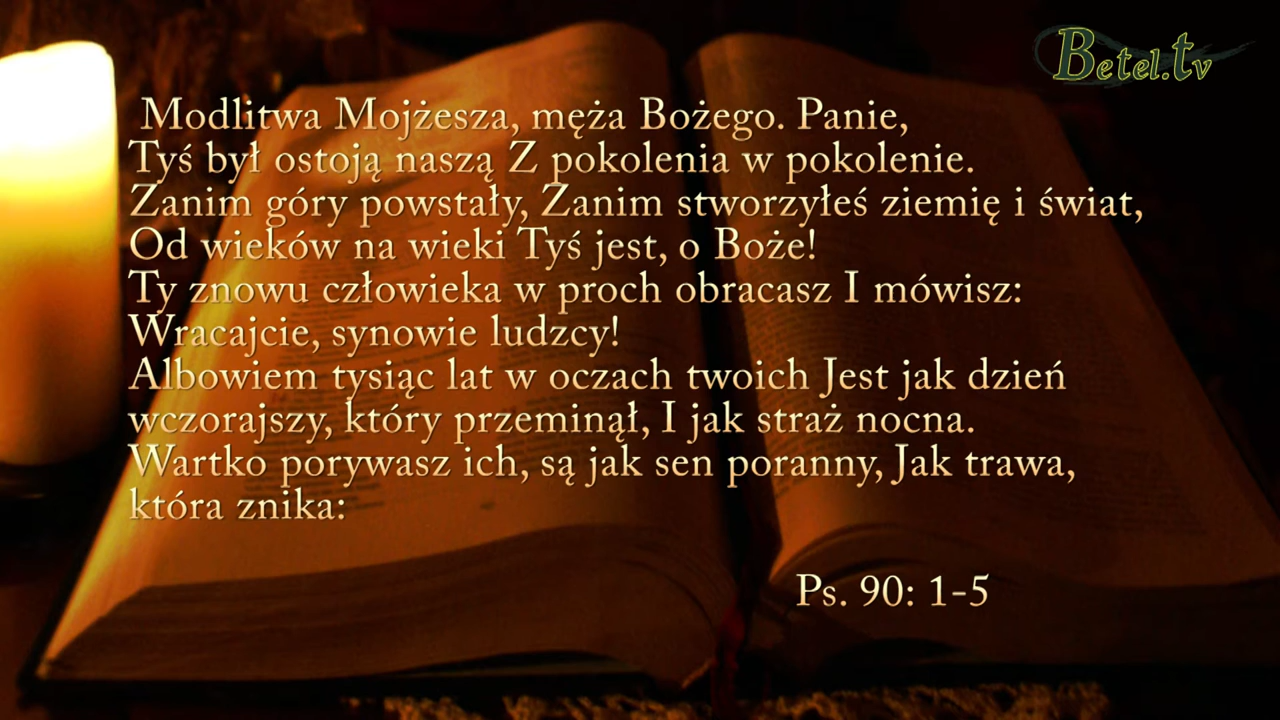 Betel.tv
Modlitwa Mojżesza, męża Bożego. Panie,
Tyś był ostoją naszą Z pokolenia w pokolenie.
Zanim góry powstały, Zanim stworzyłeś ziemię i świat,
Od wieków na wieki Tyś jest, o Boże!
Ty znowu człowieka w proch obracasz I mówisz:
Wracajcie, synowie ludzcy!
Albowiem tysiąc lat w oczach twoich Jest jak dzień
wczorajszy, który przeminął, I jak straż nocna.
Wartko porywasz ich, są jak sen poranny, Jak trawa,
która znika:
Ps. 90: 1-5